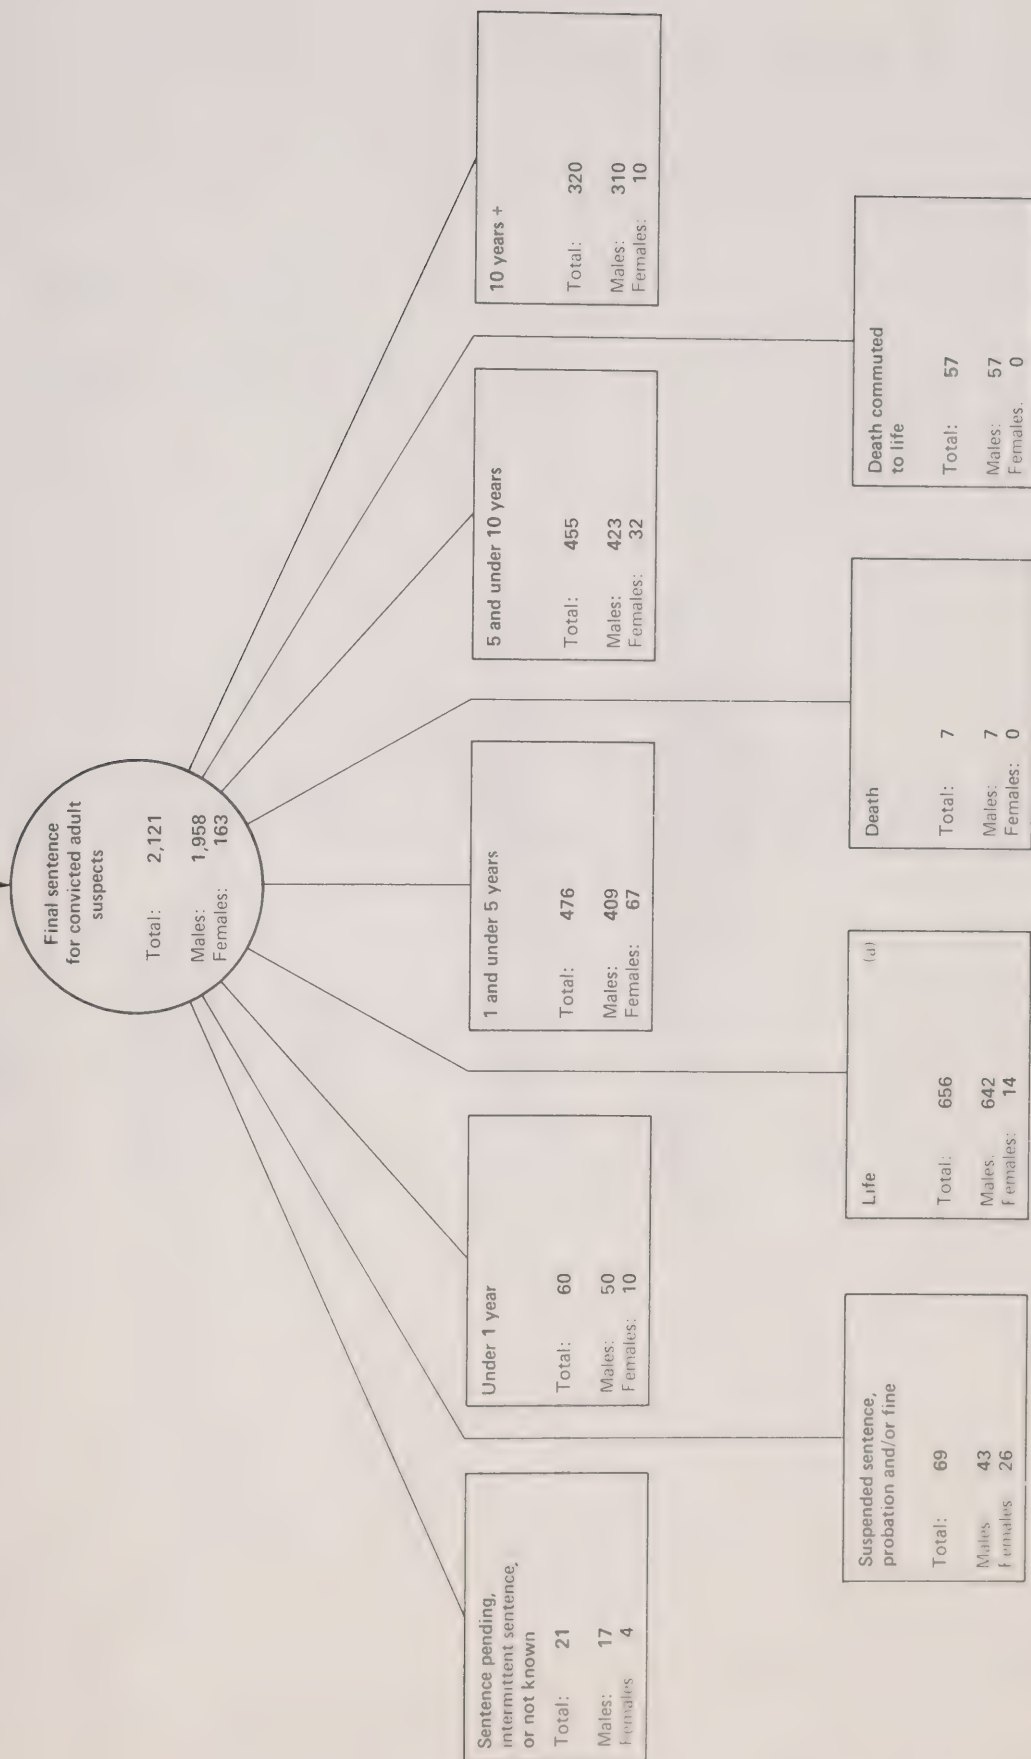 Final sentence
for convicted adult
suspects
Total: 2,121
Males: 1,958
Females: 163
Sentence pending,
intermittent sentence,
or not known
Total: 21
Males: 17
Females 4
Under 1 year
Total: 60
Males: 50
Females: 10
1 and under 5 years
Total: 476
Males: 409
Females: 67
5 and under 10 years
Total: 455
Males: 423
Females: 32
10 years +
Total: 320
Males: 310
Females: 10
Suspended sentence,
probation and/or fine
Total: 69
Males 43
Females 26
Life (a)
Total: 656
Males. 642
Females: 14
Death
Total: 7
Males: 7
Females: 0
Death commuted
to life
Total: 57
Males: 57
Females. 0